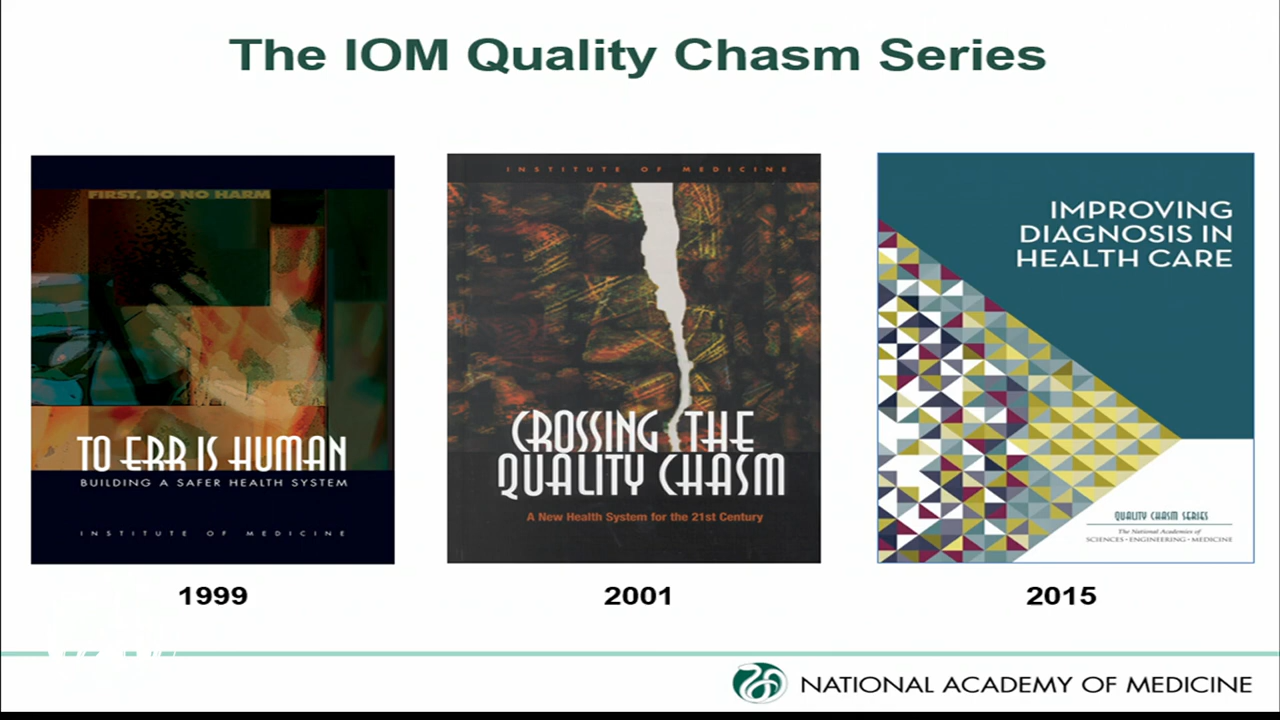 The IOM Quality Chasm Series
FIRST, DO NO HARM
TO ERR IS HUMAN
BUILDING A SAFER HEALTH SYSTEM
INSTITUTE OF MEDICINE
1999
INSTITUTE OF MEDICINE
CROSSING THE
QUALITY CHASM
A New Health System for the 21st Century
2001
IMPROVING
DIAGNOSIS IN
HEALTH CARE
QUALITY CHASM SERIES
The National Academies of
SCIENCES • ENGINEERING • MEDICINE
2015
NATIONAL ACADEMY OF MEDICINE